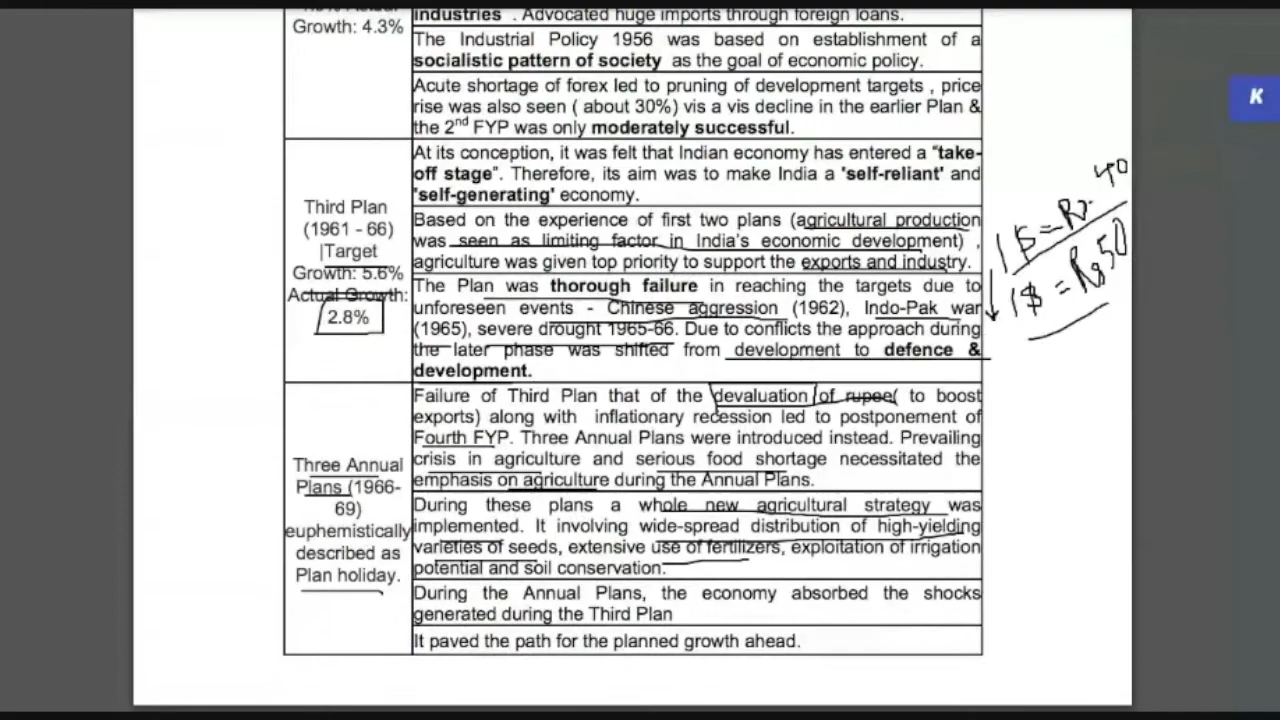 industries . Advocated huge imports through foreign loans.
Growth: 4.3%
The Industrial Policy 1956 was based on establishment of a
socialistic pattern of society as the goal of economic policy.
Acute shortage of forex led to pruning of development targets , price
rise was also seen ( about 30%) vis a vis decline in the earlier Plan &
the 2nd FYP was only moderately successful.
Third Plan
(1961 - 66)
|Target
Growth: 5.6%
Actual Growth:
2.8%
At its conception, it was felt that Indian economy has entered a “take-
off stage”. Therefore, its aim was to make India a 'self-reliant' and
'self-generating' economy.
Based on the experience of first two plans (agricultural production
was seen as limiting factor in India's economic development) ,
agriculture was given top priority to support the exports and industry.
The Plan was thorough failure in reaching the targets due to
unforeseen events - Chinese aggression (1962), Indo-Pak war
(1965), severe drought 1965-66. Due to conflicts the approach during
the later phase was shifted from development to defence &
development.
Three Annual
Plans (1966-
69)
euphemistically
described as
Plan holiday.
Failure of Third Plan that of the devaluation of rupee( to boost
exports) along with inflationary recession led to postponement of
Fourth FYP. Three Annual Plans were introduced instead. Prevailing
crisis in agriculture and serious food shortage necessitated the
emphasis on agriculture during the Annual Plans.
During these plans a whole new agricultural strategy was
implemented. It involving wide-spread distribution of high-yielding
varieties of seeds, extensive use of fertilizers, exploitation of irrigation
potential and soil conservation.
During the Annual Plans, the economy absorbed the shocks
generated during the Third Plan
It paved the path for the planned growth ahead.
1$ = Rs. 40
1$ = Rs 50
K